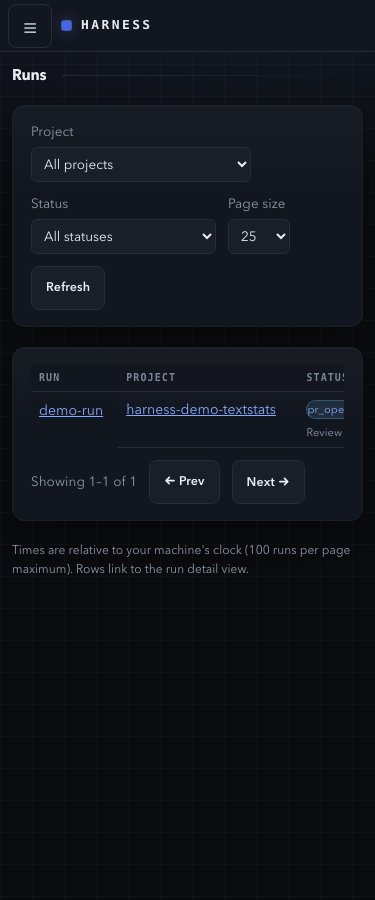 HARNESS
Runs
Project
All projects
Status Page size
All statuses 25
Refresh
RUN PROJECT STATUS
demo-run harness-demo-textstats pr_ope
Review
Showing 1–1 of 1 ← Prev Next →
Times are relative to your machine's clock (100 runs per page
maximum). Rows link to the run detail view.